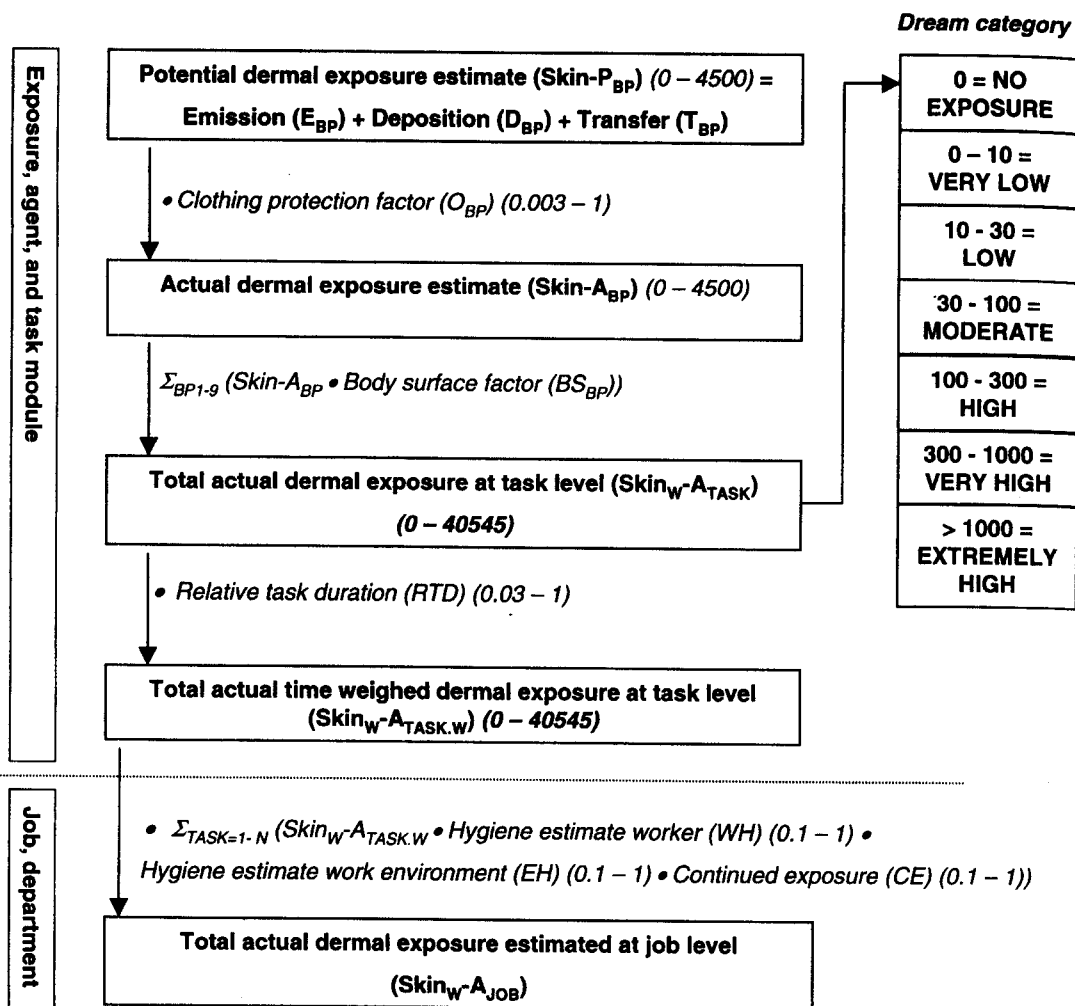 Dream category
Exposure, agent, and task module
Potential dermal exposure estimate (Skin-P_BP) (0 – 4500) =
Emission (E_BP) + Deposition (D_BP) + Transfer (T_BP)
• Clothing protection factor (O_BP) (0.003 – 1)
Actual dermal exposure estimate (Skin-A_BP) (0 – 4500)
Σ_BP1-9 (Skin-A_BP • Body surface factor (BS_BP))
Total actual dermal exposure at task level (Skin_W-A_TASK)
(0 – 40545)
• Relative task duration (RTD) (0.03 – 1)
Total actual time weighed dermal exposure at task level
(Skin_W-A_TASK.W) (0 – 40545)
0 = NO
EXPOSURE
0 – 10 =
VERY LOW
10 - 30 =
LOW
30 - 100 =
MODERATE
100 - 300 =
HIGH
300 - 1000 =
VERY HIGH
> 1000 =
EXTREMELY
HIGH
Job, department
• Σ_TASK=1- N (Skin_W-A_TASK.W • Hygiene estimate worker (WH) (0.1 – 1) •
Hygiene estimate work environment (EH) (0.1 – 1) • Continued exposure (CE) (0.1 – 1))
Total actual dermal exposure estimated at job level
(Skin_W-A_JOB)